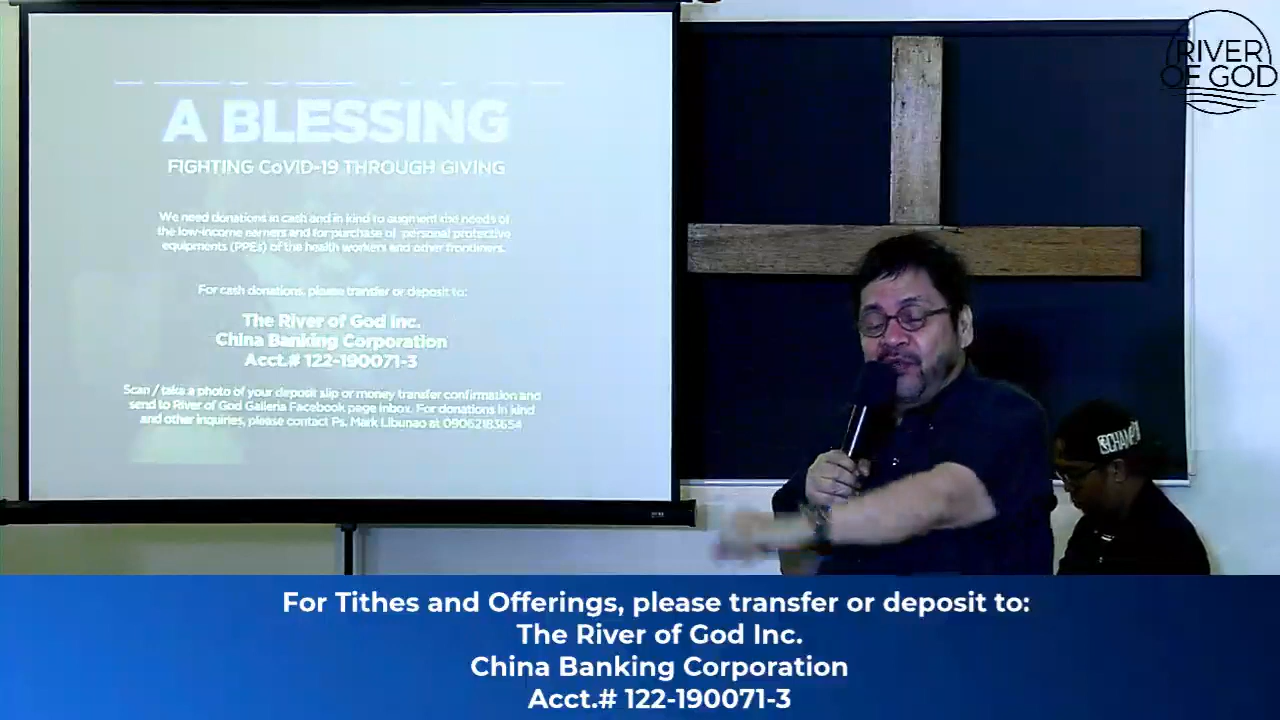 A BLESSING
FIGHTING CoViD-19 THROUGH GIVING
We need donations in cash and in kind to augment the needs of
the low-income earners and for purchase of personal protective
equipments (PPEs) of the health workers and other frontliners.
For cash donations, please transfer or deposit to:
The River of God Inc.
China Banking Corporation
Acct.# 122-190071-3
Scan / take a photo of your deposit slip or money transfer confirmation and
send to River of God Galleria Facebook page inbox. For donations in kind
and other inquiries, please contact Ps. Mark Libunao at 09062183654
RIVER
OF GOD
For Tithes and Offerings, please transfer or deposit to:
The River of God Inc.
China Banking Corporation
Acct.# 122-190071-3